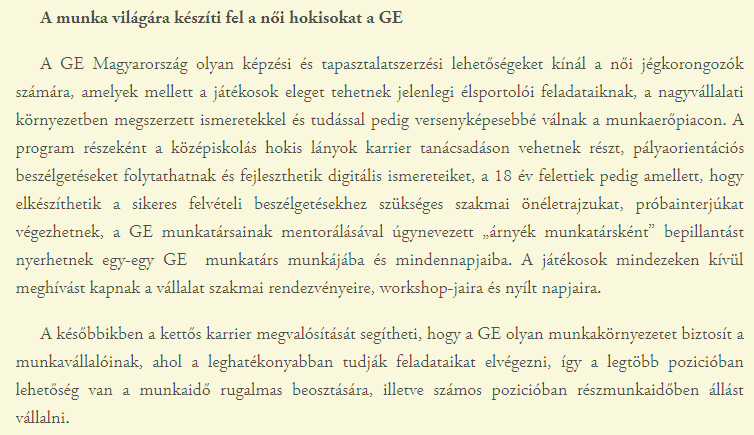 A munka világára készíti fel a női hokisokat a GE
A GE Magyarország olyan képzési és tapasztalatszerzési lehetőségeket kínál a női jégkorongozók
számára, amelyek mellett a játékosok eleget tehetnek jelenlegi élsportolói feladataiknak, a nagyvállalati
környezetben megszerzett ismeretekkel és tudással pedig versenyképesebbé válnak a munkaerőpiacon. A
program részeként a középiskolás hokis lányok karrier tanácsadáson vehetnek részt, pályaorientációs
beszélgetéseket folytathatnak és fejleszthetik digitális ismereteiket, a 18 év felettiek pedig amellett, hogy
elkészíthetik a sikeres felvételi beszélgetésekhez szükséges szakmai önéletrajzukat, próbainterjúkat
végezhetnek, a GE munkatársainak mentorálásával úgynevezett „árnyék munkatársként” bepillantást
nyerhetnek egy-egy GE munkatárs munkájába és mindennapjaiba. A játékosok mindezeken kívül
meghívást kapnak a vállalat szakmai rendezvényeire, workshop-jaira és nyílt napjaira.
A későbbikben a kettős karrier megvalósítását segítheti, hogy a GE olyan munkakörnyezetet biztosít a
munkavállalóinak, ahol a leghatékonyabban tudják feladataikat elvégezni, így a legtöbb pozicióban
lehetőség van a munkaidő rugalmas beosztására, illetve számos pozicióban részmunkaidőben állást
vállalni.